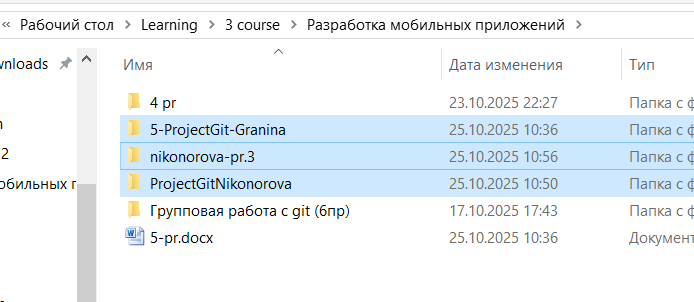 « Рабочий стол > Learning > 3 course > Разработка мобильных приложений >
wnloads
Имя Дата изменения Тип
4 pr 23.10.2025 22:27 Папка с ф
5-ProjectGit-Granina 25.10.2025 10:36 Папка с ф
2 nikonorova-pr.3 25.10.2025 10:56 Папка с ф
обильных п ProjectGitNikonorova 25.10.2025 10:50 Папка с ф
Групповая работа с git (6пр) 17.10.2025 17:43 Папка с ф
5-pr.docx 25.10.2025 10:36 Документ